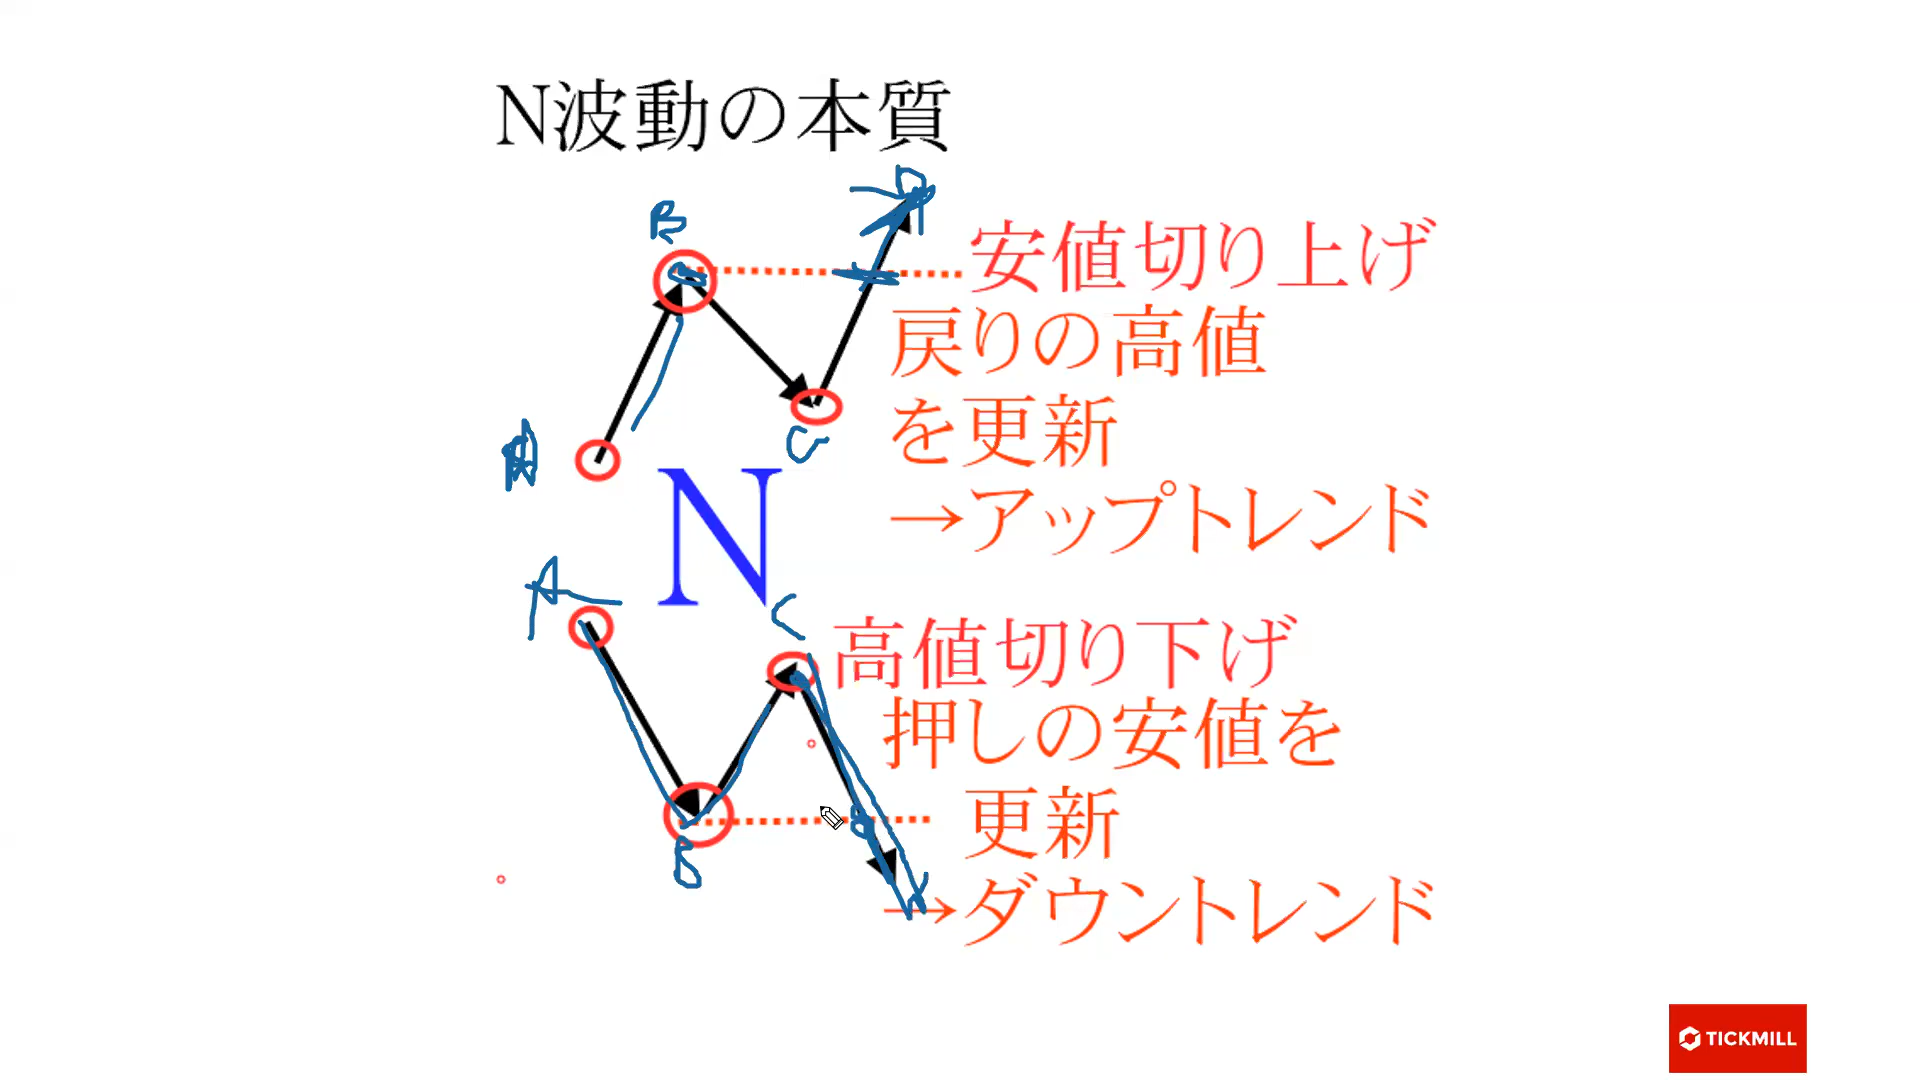 N波動の本質
B
D
安値切り上げ
戻りの高値
を更新
C
→アップトレンド
N
A
C
高値切り下げ
押しの安値を
更新
B
→ダウントレンド
TICKMILL